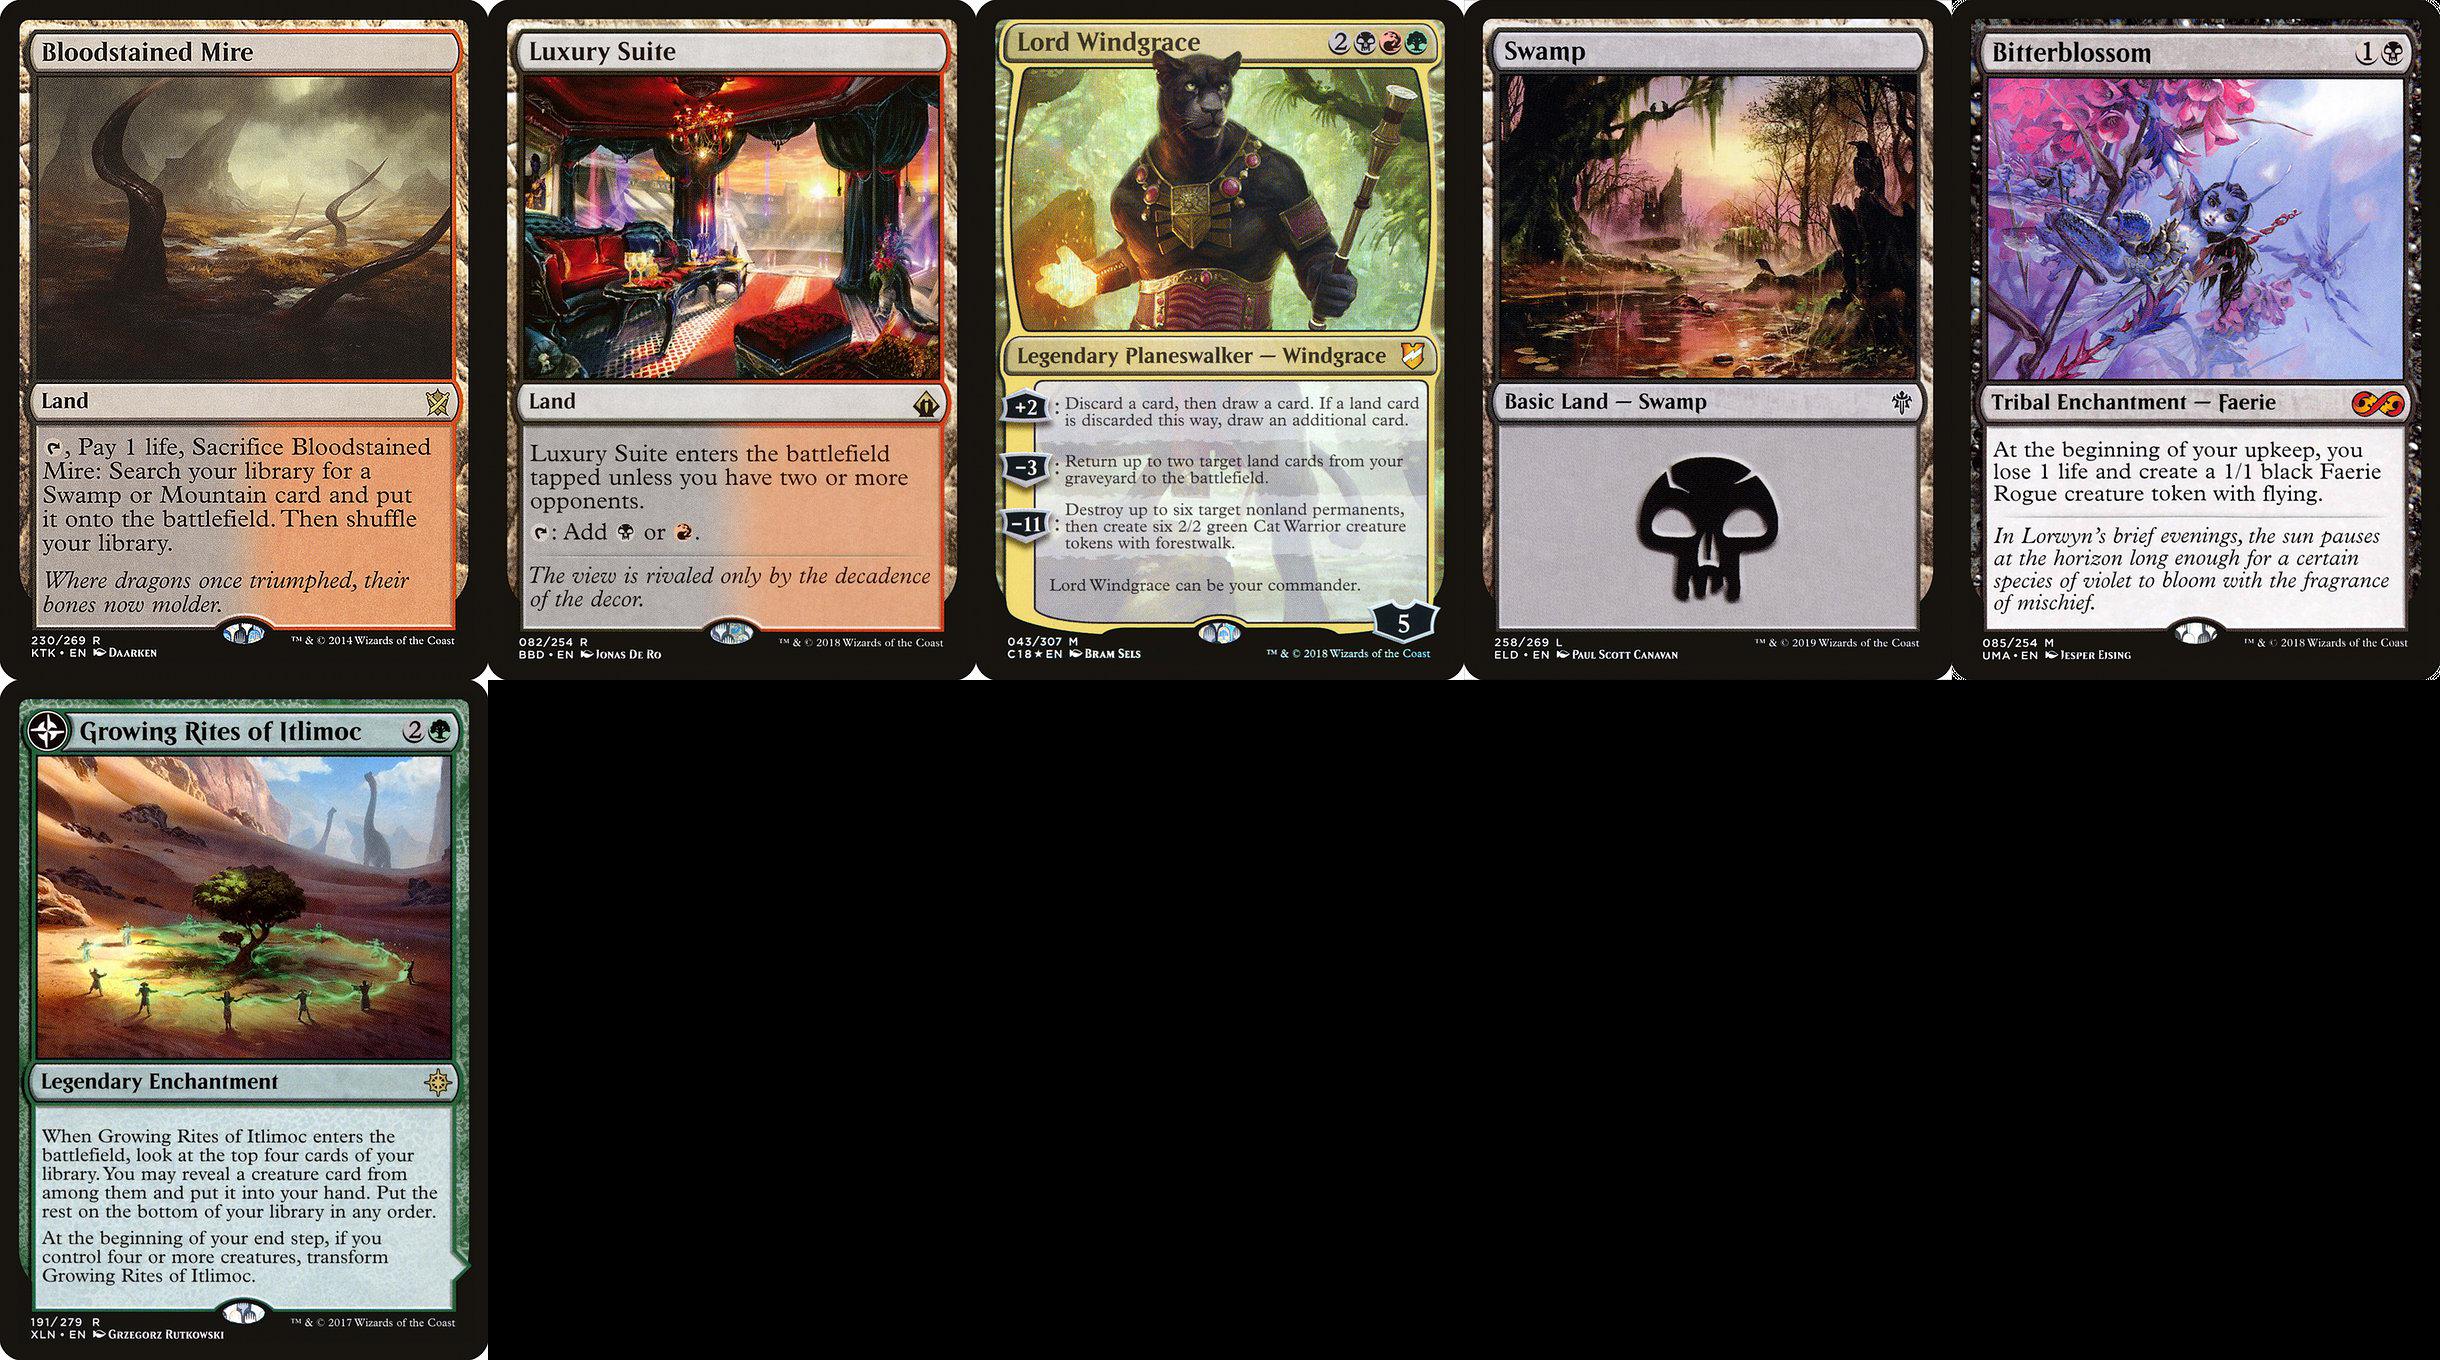 Bloodstained Mire
Land
, Pay 1 life, Sacrifice Bloodstained
Mire: Search your library for a
Swamp or Mountain card and put
it onto the battlefield. Then shuffle
your library.
Where dragons once triumphed, their
bones now molder.
230/269 R
KTK • EN DAARKEN
™ & © 2014 Wizards of the Coast
Luxury Suite
Land
Luxury Suite enters the battlefield
tapped unless you have two or more
opponents.
: Add or .
The view is rivaled only by the decadence
of the decor.
082/254 R
BBD • EN JONAS DE RO
™ & © 2018 Wizards of the Coast
Lord Windgrace 2
Legendary Planeswalker — Windgrace
+2 : Discard a card, then draw a card. If a land card
is discarded this way, draw an additional card.
−3 : Return up to two target land cards from your
graveyard to the battlefield.
−11 : Destroy up to six target nonland permanents,
then create six 2/2 green Cat Warrior creature
tokens with forestwalk.
Lord Windgrace can be your commander.
5
043/307 M
C18★EN BRAM SELS
™ & © 2018 Wizards of the Coast
Swamp
Basic Land — Swamp
258/269 L
ELD • EN PAUL SCOTT CANAVAN
™ & © 2019 Wizards of the Coast
Bitterblossom 1
Tribal Enchantment — Faerie
At the beginning of your upkeep, you
lose 1 life and create a 1/1 black Faerie
Rogue creature token with flying.
In Lorwyn's brief evenings, the sun pauses
at the horizon long enough for a certain
species of violet to bloom with the fragrance
of mischief.
085/254 M
UMA • EN JESPER EJSING
™ & © 2018 Wizards of the Coast
Growing Rites of Itlimoc 2
Legendary Enchantment
When Growing Rites of Itlimoc enters the
battlefield, look at the top four cards of your
library. You may reveal a creature card from
among them and put it into your hand. Put the
rest on the bottom of your library in any order.
At the beginning of your end step, if you
control four or more creatures, transform
Growing Rites of Itlimoc.
191/279 R
XLN • EN GRZEGORZ RUTKOWSKI
™ & © 2017 Wizards of the Coast